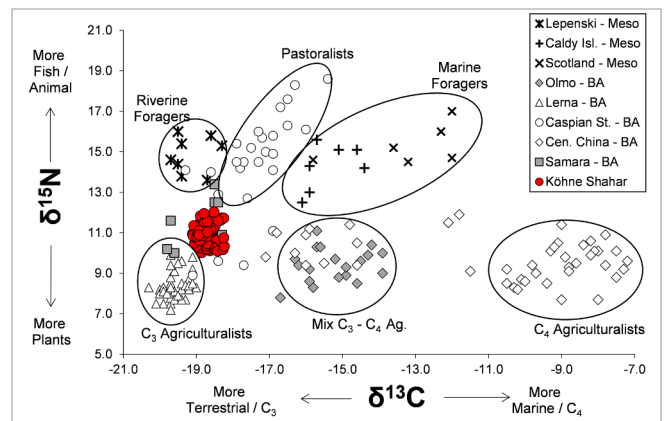 More
Fish /
Animal
δ15N
More
Plants
21.0
19.0
17.0
15.0
13.0
11.0
9.0
7.0
5.0
Pastoralists
Riverine
Foragers
Marine
Foragers
C3 Agriculturalists
Mix C3 - C4 Ag.
C4 Agriculturalists
Lepenski - Meso
Caldy Isl. - Meso
Scotland - Meso
Olmo - BA
Lerna - BA
Caspian St. - BA
Cen. China - BA
Samara - BA
Köhne Shahar
-21.0 -19.0 -17.0 -15.0 -13.0 -11.0 -9.0 -7.0
More
Terrestrial / C3
δ13C
More
Marine / C4